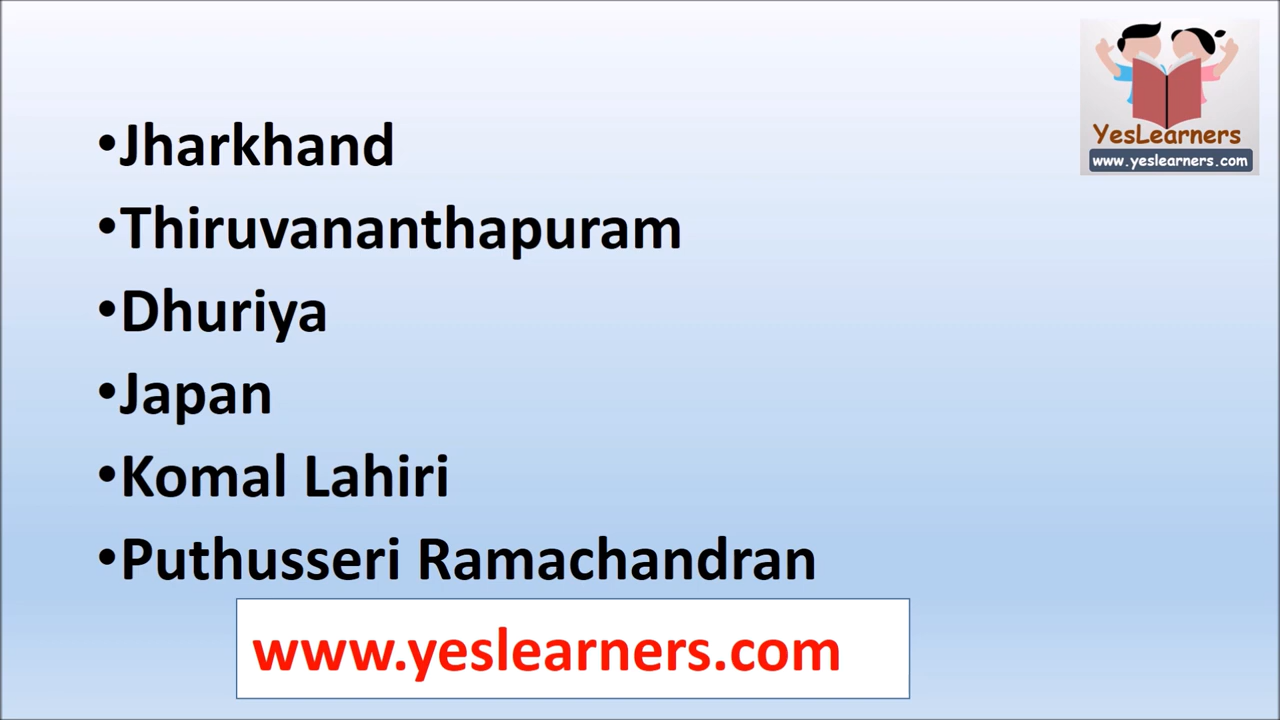 YesLearners
www.yeslearners.com
•Jharkhand
•Thiruvananthapuram
•Dhuriya
•Japan
•Komal Lahiri
•Puthusseri Ramachandran
www.yeslearners.com